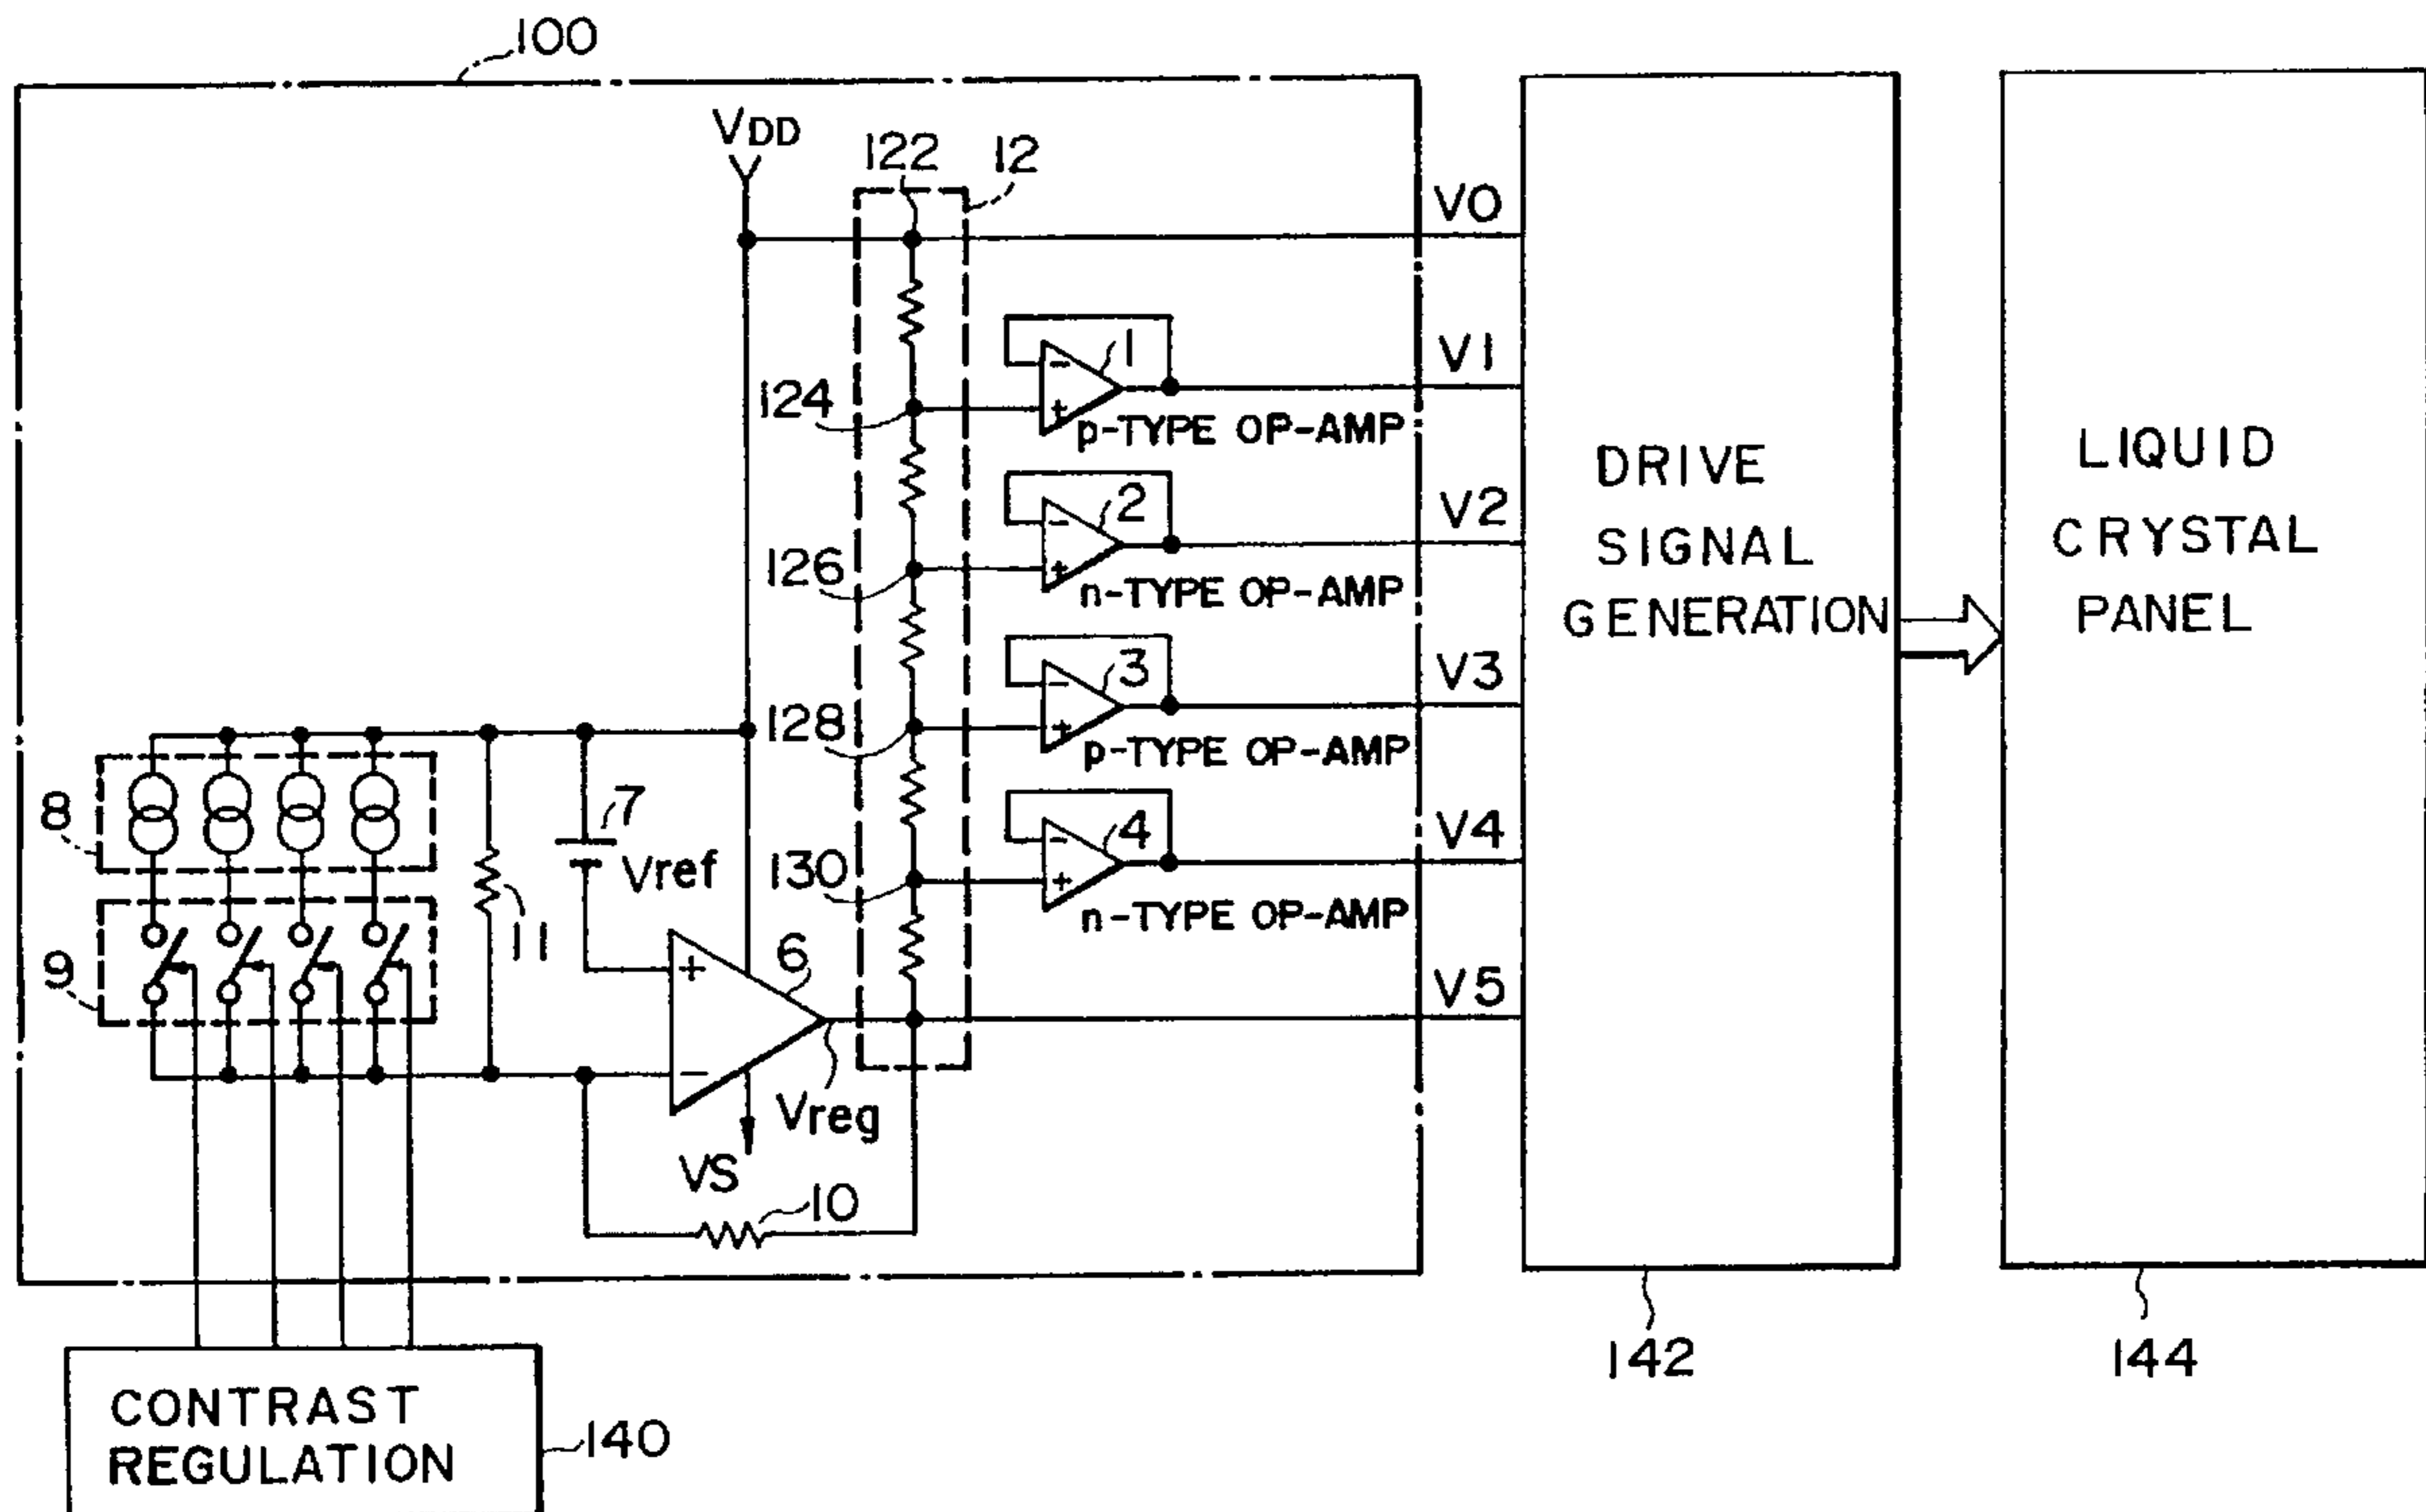 100
VDD
122
12
V0
1
V1
124
p-TYPE OP-AMP
2
V2
126
n-TYPE OP-AMP
3
V3
128
p-TYPE OP-AMP
4
V4
130
n-TYPE OP-AMP
V5
8
9
11
7
Vref
6
Vreg
VS
10
+
-
+
-
+
-
+
-
+
-
DRIVE
SIGNAL
GENERATION
LIQUID
CRYSTAL
PANEL
142
144
CONTRAST
REGULATION
140